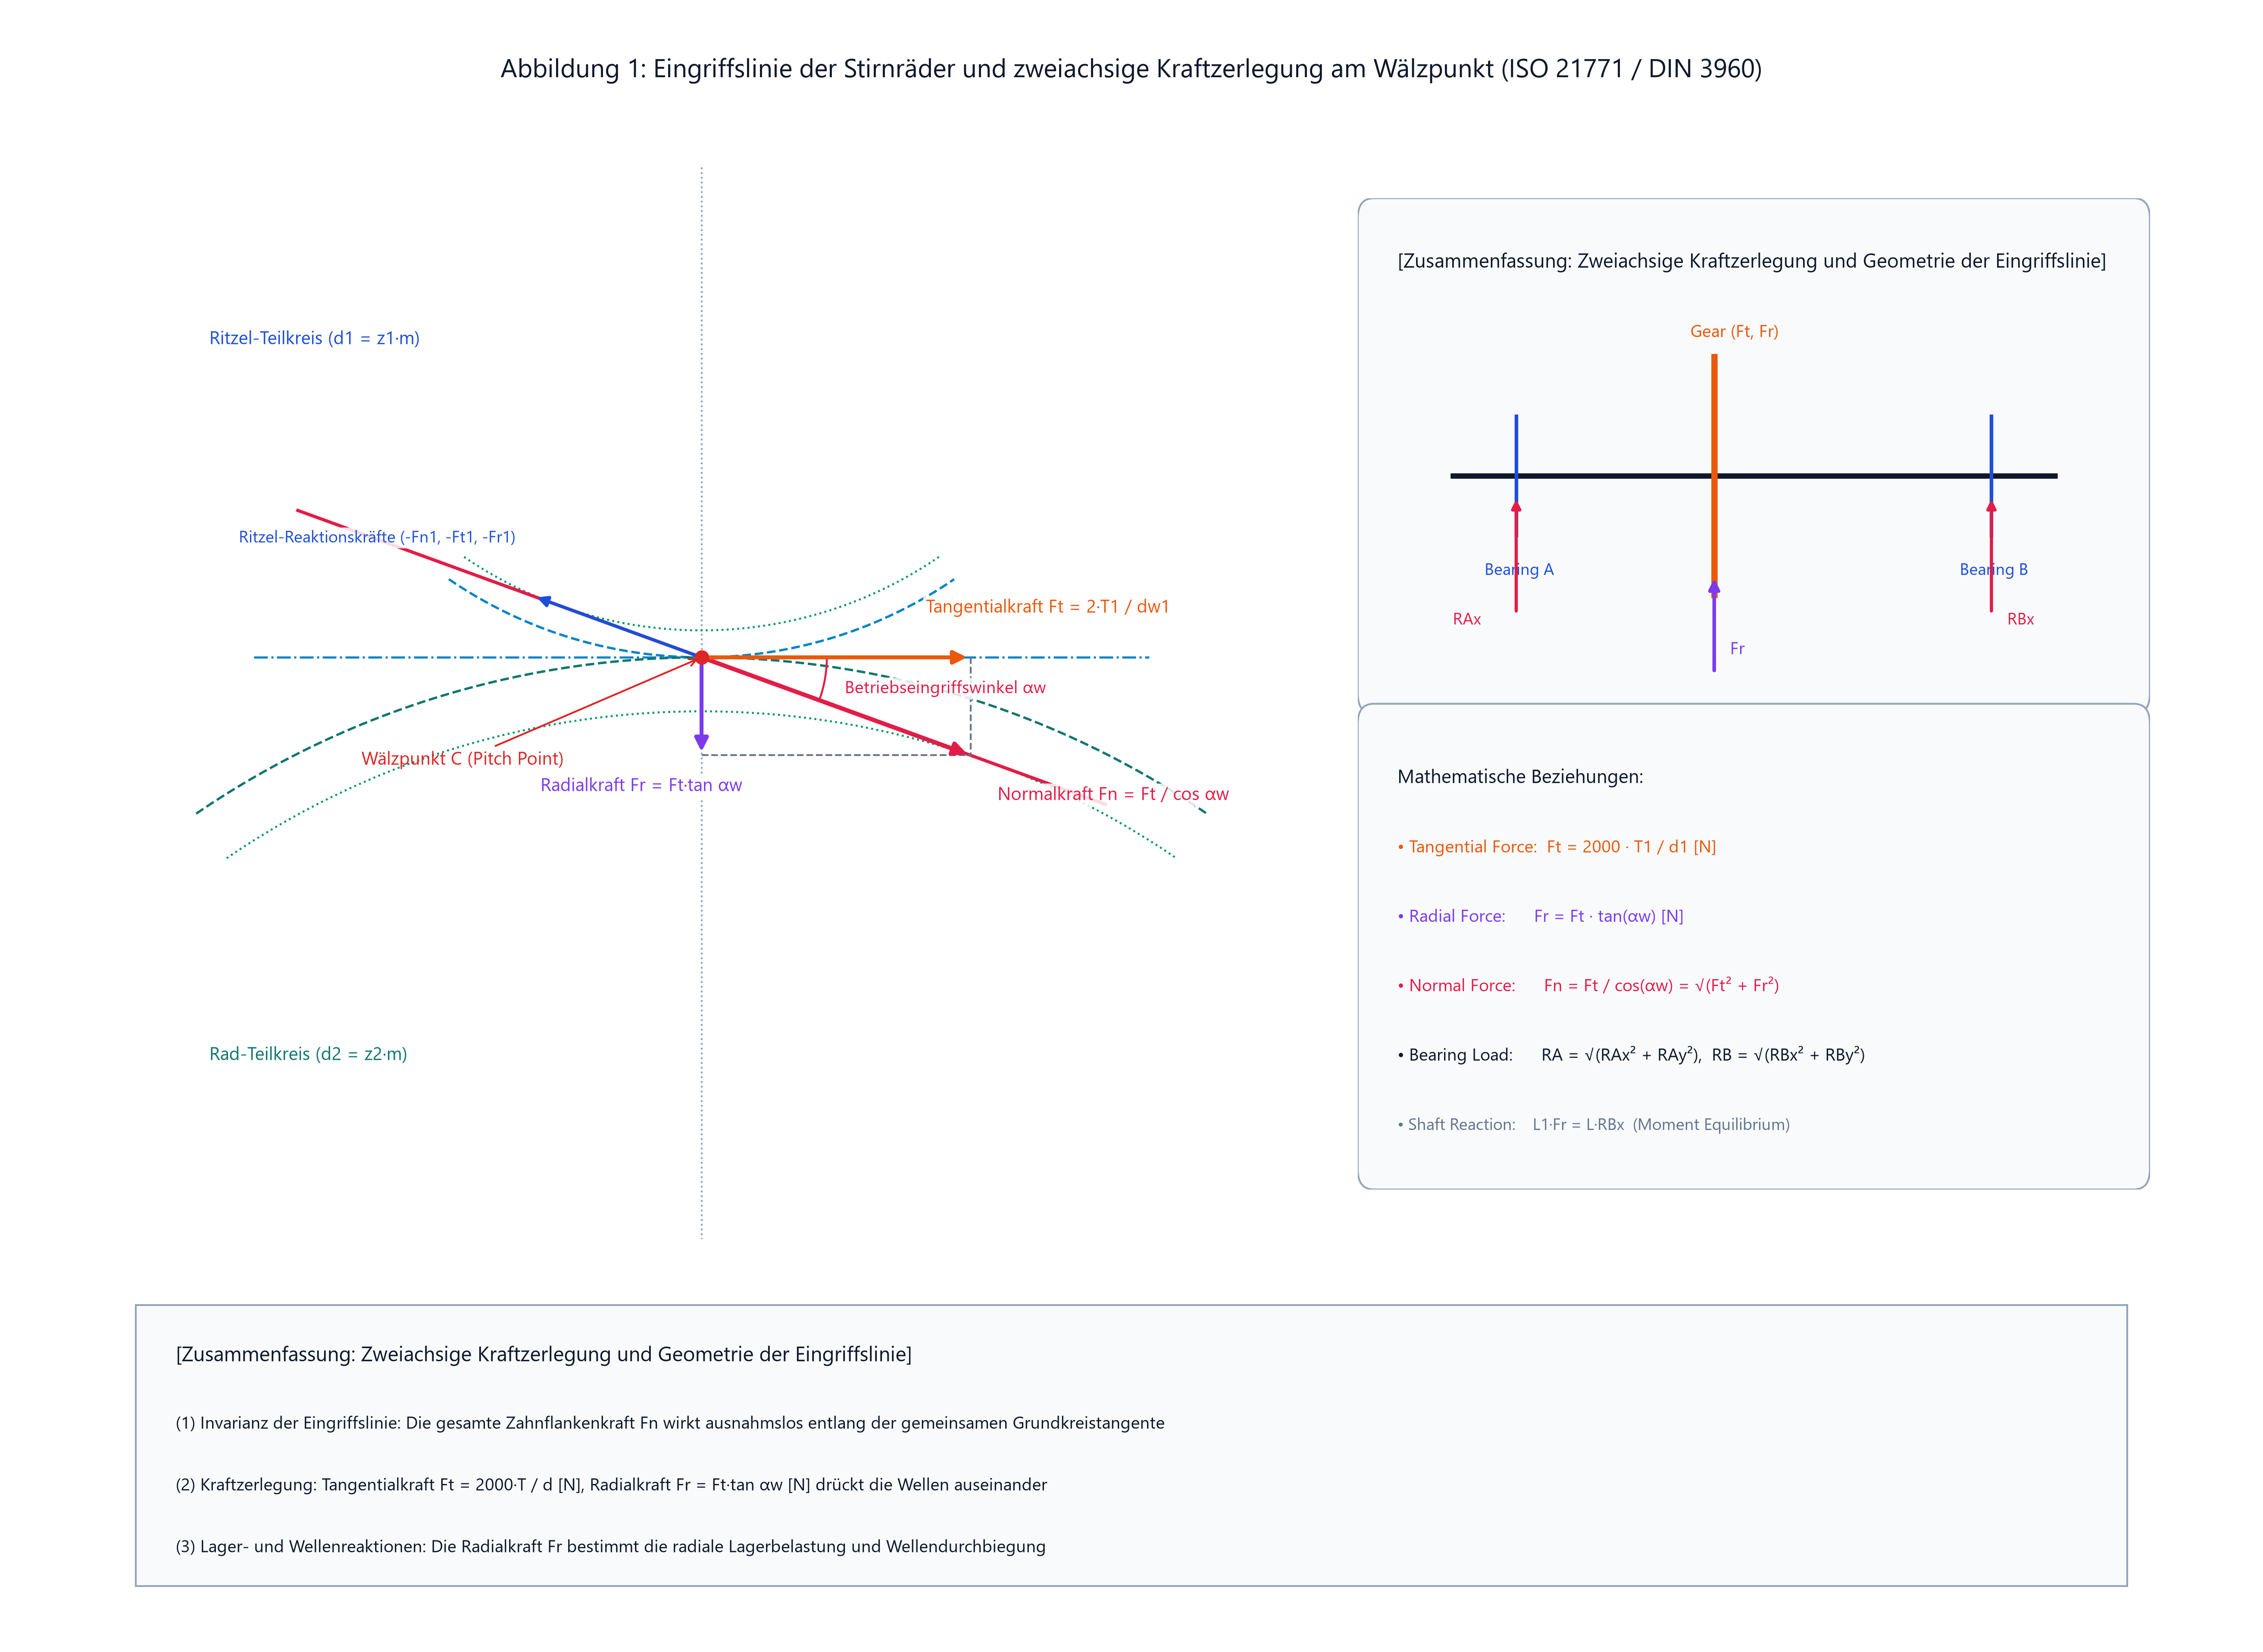 Abbildung 1: Eingriffslinie der Stirnräder und zweiachsige Kraftzerlegung am Wälzpunkt (ISO 21771 / DIN 3960)
Ritzel-Teilkreis (d1 = z1·m)
Ritzel-Reaktionskräfte (-Fn1, -Ft1, -Fr1)
Tangentialkraft Ft = 2·T1 / dw1
Betriebseingriffswinkel αw
Wälzpunkt C (Pitch Point)
Radialkraft Fr = Ft·tan αw
Normalkraft Fn = Ft / cos αw
Rad-Teilkreis (d2 = z2·m)
[Zusammenfassung: Zweiachsige Kraftzerlegung und Geometrie der Eingriffslinie]
Gear (Ft, Fr)
Bearing A
Bearing B
RAx
RBx
Fr
Mathematische Beziehungen:
• Tangential Force: Ft = 2000 · T1 / d1 [N]
• Radial Force: Fr = Ft · tan(αw) [N]
• Normal Force: Fn = Ft / cos(αw) = √(Ft² + Fr²)
• Bearing Load: RA = √(RAx² + RAy²), RB = √(RBx² + RBy²)
• Shaft Reaction: L1·Fr = L·RBx (Moment Equilibrium)
[Zusammenfassung: Zweiachsige Kraftzerlegung und Geometrie der Eingriffslinie]
(1) Invarianz der Eingriffslinie: Die gesamte Zahnflankenkraft Fn wirkt ausnahmslos entlang der gemeinsamen Grundkreistangente
(2) Kraftzerlegung: Tangentialkraft Ft = 2000·T / d [N], Radialkraft Fr = Ft·tan αw [N] drückt die Wellen auseinander
(3) Lager- und Wellenreaktionen: Die Radialkraft Fr bestimmt die radiale Lagerbelastung und Wellendurchbiegung